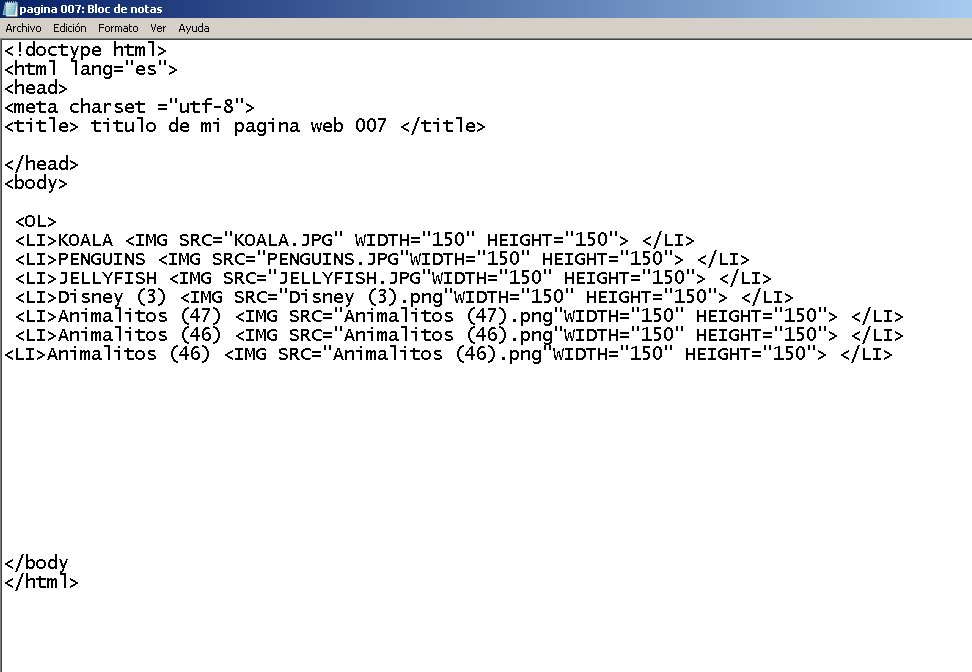 pagina 007: Bloc de notas
Archivo Edición Formato Ver Ayuda
<!doctype html>
<html lang="es">
<head>
<meta charset ="utf-8">
<title> titulo de mi pagina web 007 </title>
</head>
<body>
<OL>
<LI>KOALA <IMG SRC="KOALA.JPG" WIDTH="150" HEIGHT="150"> </LI>
<LI>PENGUINS <IMG SRC="PENGUINS.JPG"WIDTH="150" HEIGHT="150"> </LI>
<LI>JELLYFISH <IMG SRC="JELLYFISH.JPG"WIDTH="150" HEIGHT="150"> </LI>
<LI>Disney (3) <IMG SRC="Disney (3).png"WIDTH="150" HEIGHT="150"> </LI>
<LI>Animalitos (47) <IMG SRC="Animalitos (47).png"WIDTH="150" HEIGHT="150"> </LI>
<LI>Animalitos (46) <IMG SRC="Animalitos (46).png"WIDTH="150" HEIGHT="150"> </LI>
<LI>Animalitos (46) <IMG SRC="Animalitos (46).png"WIDTH="150" HEIGHT="150"> </LI>
</body
</html>